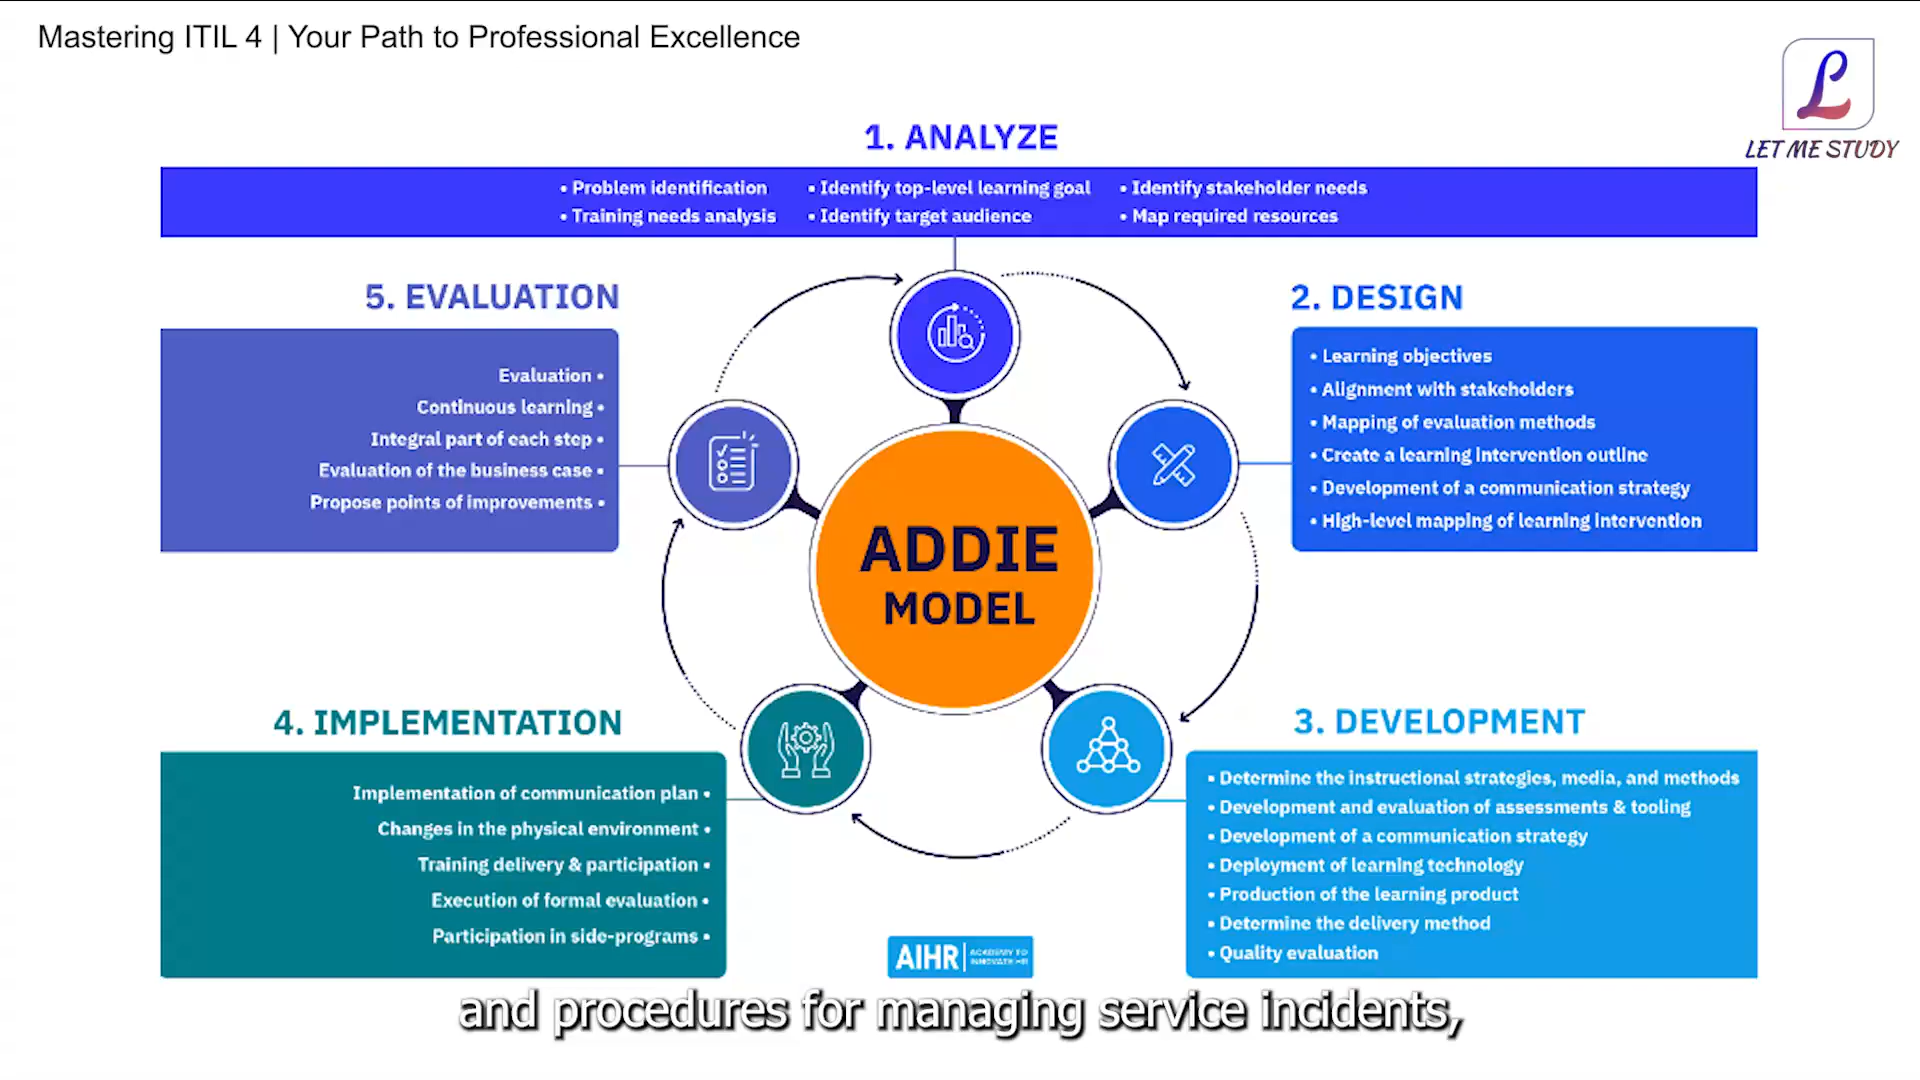 Mastering ITIL 4 | Your Path to Professional Excellence
L
LET ME STUDY
1. ANALYZE
• Problem identification
• Training needs analysis
• Identify top-level learning goal
• Identify target audience
• Identify stakeholder needs
• Map required resources
5. EVALUATION
Evaluation •
Continuous learning •
Integral part of each step •
Evaluation of the business case •
Propose points of improvements •
2. DESIGN
• Learning objectives
• Alignment with stakeholders
• Mapping of evaluation methods
• Create a learning intervention outline
• Development of a communication strategy
• High-level mapping of learning intervention
ADDIE
MODEL
4. IMPLEMENTATION
Implementation of communication plan •
Changes in the physical environment •
Training delivery & participation •
Execution of formal evaluation •
Participation in side-programs •
3. DEVELOPMENT
• Determine the instructional strategies, media, and methods
• Development and evaluation of assessments & tooling
• Development of a communication strategy
• Deployment of learning technology
• Production of the learning product
• Determine the delivery method
• Quality evaluation
AIHR
ACADEMY TO
INNOVATE HR
and procedures for managing service incidents,